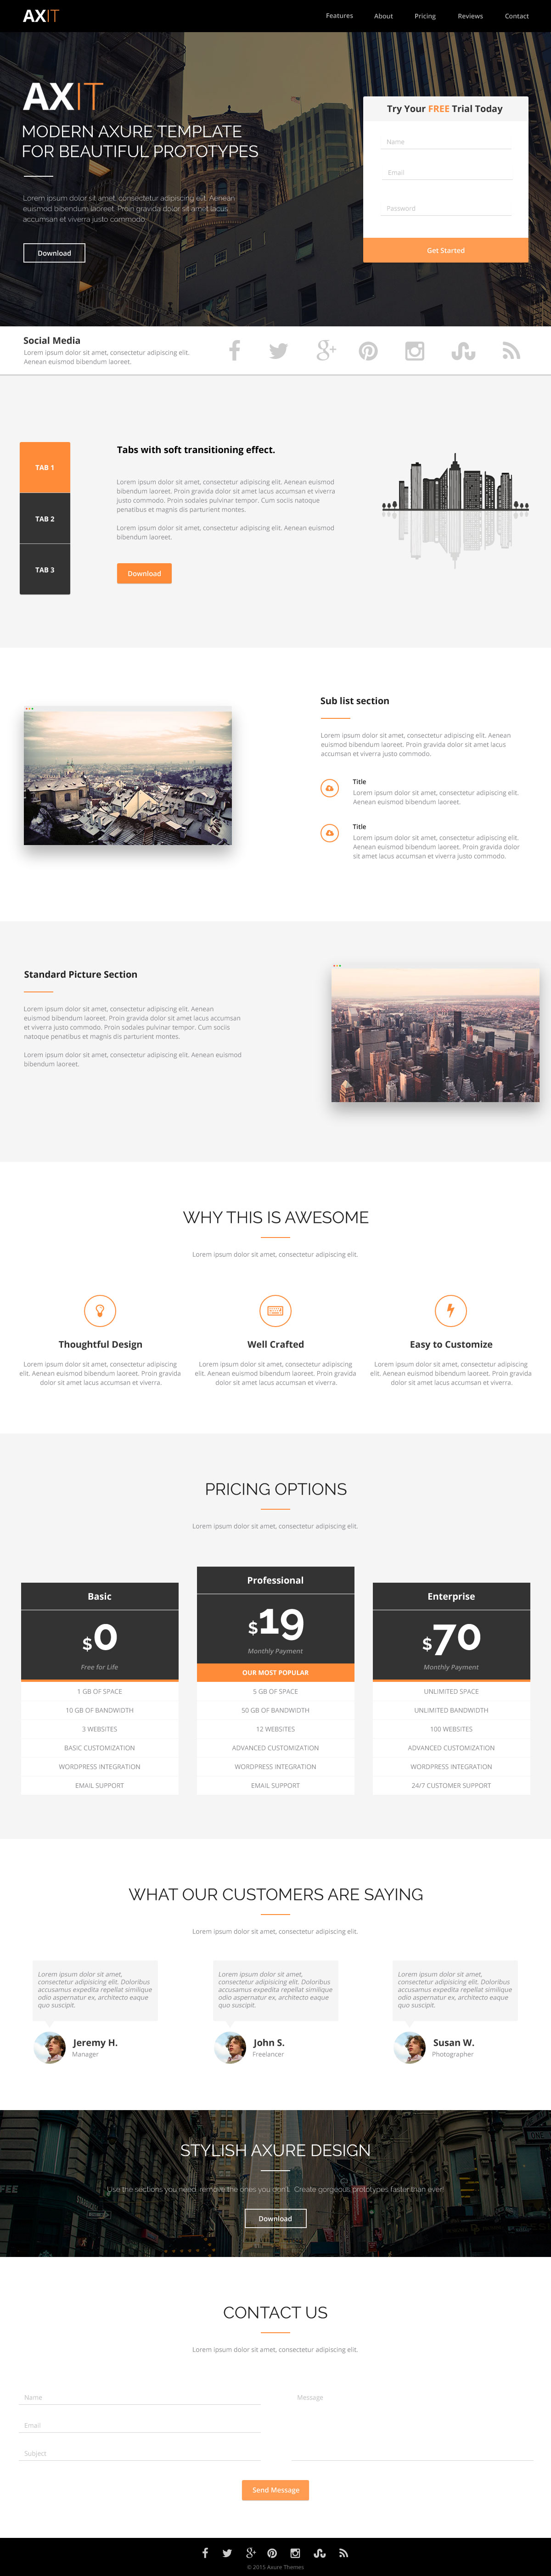 AXIT
Features About Pricing Reviews Contact
AXIT
MODERN AXURE TEMPLATE
FOR BEAUTIFUL PROTOTYPES
Lorem ipsum dolor sit amet, consectetur adipiscing elit. Aenean
euismod bibendum laoreet. Proin gravida dolor sit amet lacus
accumsan et viverra justo commodo.
Download
Try Your FREE Trial Today
Name
Email
Password
Get Started
Social Media
Lorem ipsum dolor sit amet, consectetur adipiscing elit.
Aenean euismod bibendum laoreet.
TAB 1
TAB 2
TAB 3
Tabs with soft transitioning effect.
Lorem ipsum dolor sit amet, consectetur adipiscing elit. Aenean euismod
bibendum laoreet. Proin gravida dolor sit amet lacus accumsan et viverra
justo commodo. Proin sodales pulvinar tempor. Cum sociis natoque
penatibus et magnis dis parturient montes.
Lorem ipsum dolor sit amet, consectetur adipiscing elit. Aenean euismod
bibendum laoreet.
Download
Sub list section
Lorem ipsum dolor sit amet, consectetur adipiscing elit. Aenean
euismod bibendum laoreet. Proin gravida dolor sit amet lacus
accumsan et viverra justo commodo.
Title
Lorem ipsum dolor sit amet, consectetur adipiscing elit.
Aenean euismod bibendum laoreet.
Title
Lorem ipsum dolor sit amet, consectetur adipiscing elit.
Aenean euismod bibendum laoreet. Proin gravida dolor
sit amet lacus accumsan et viverra justo commodo.
Standard Picture Section
Lorem ipsum dolor sit amet, consectetur adipiscing elit. Aenean
euismod bibendum laoreet. Proin gravida dolor sit amet lacus accumsan
et viverra justo commodo. Proin sodales pulvinar tempor. Cum sociis
natoque penatibus et magnis dis parturient montes.
Lorem ipsum dolor sit amet, consectetur adipiscing elit. Aenean euismod
bibendum laoreet.
WHY THIS IS AWESOME
Lorem ipsum dolor sit amet, consectetur adipiscing elit.
Thoughtful Design
Lorem ipsum dolor sit amet, consectetur adipiscing
elit. Aenean euismod bibendum laoreet. Proin gravida
dolor sit amet lacus accumsan et viverra.
Well Crafted
Lorem ipsum dolor sit amet, consectetur adipiscing
elit. Aenean euismod bibendum laoreet. Proin gravida
dolor sit amet lacus accumsan et viverra.
Easy to Customize
Lorem ipsum dolor sit amet, consectetur adipiscing
elit. Aenean euismod bibendum laoreet. Proin gravida
dolor sit amet lacus accumsan et viverra.
PRICING OPTIONS
Lorem ipsum dolor sit amet, consectetur adipiscing elit.
Basic
$0
Free for Life
1 GB OF SPACE
10 GB OF BANDWIDTH
3 WEBSITES
BASIC CUSTOMIZATION
WORDPRESS INTEGRATION
EMAIL SUPPORT
Professional
$19
Monthly Payment
OUR MOST POPULAR
5 GB OF SPACE
50 GB OF BANDWIDTH
12 WEBSITES
ADVANCED CUSTOMIZATION
WORDPRESS INTEGRATION
EMAIL SUPPORT
Enterprise
$70
Monthly Payment
UNLIMITED SPACE
UNLIMITED BANDWIDTH
100 WEBSITES
ADVANCED CUSTOMIZATION
WORDPRESS INTEGRATION
24/7 CUSTOMER SUPPORT
WHAT OUR CUSTOMERS ARE SAYING
Lorem ipsum dolor sit amet, consectetur adipiscing elit.
Lorem ipsum dolor sit amet,
consectetur adipisicing elit. Doloribus
accusamus expedita repellat similique
odio aspernatur ex, architecto eaque
quo suscipit.
Jeremy H.
Manager
Lorem ipsum dolor sit amet,
consectetur adipisicing elit. Doloribus
accusamus expedita repellat similique
odio aspernatur ex, architecto eaque
quo suscipit.
John S.
Freelancer
Lorem ipsum dolor sit amet,
consectetur adipisicing elit. Doloribus
accusamus expedita repellat similique
odio aspernatur ex, architecto eaque
quo suscipit.
Susan W.
Photographer
STYLISH AXURE DESIGN
Use the sections you need, remove the ones you don't. Create gorgeous prototypes faster than ever!
Download
CONTACT US
Lorem ipsum dolor sit amet, consectetur adipiscing elit.
Name
Email
Subject
Message
Send Message
© 2015 Axure Themes